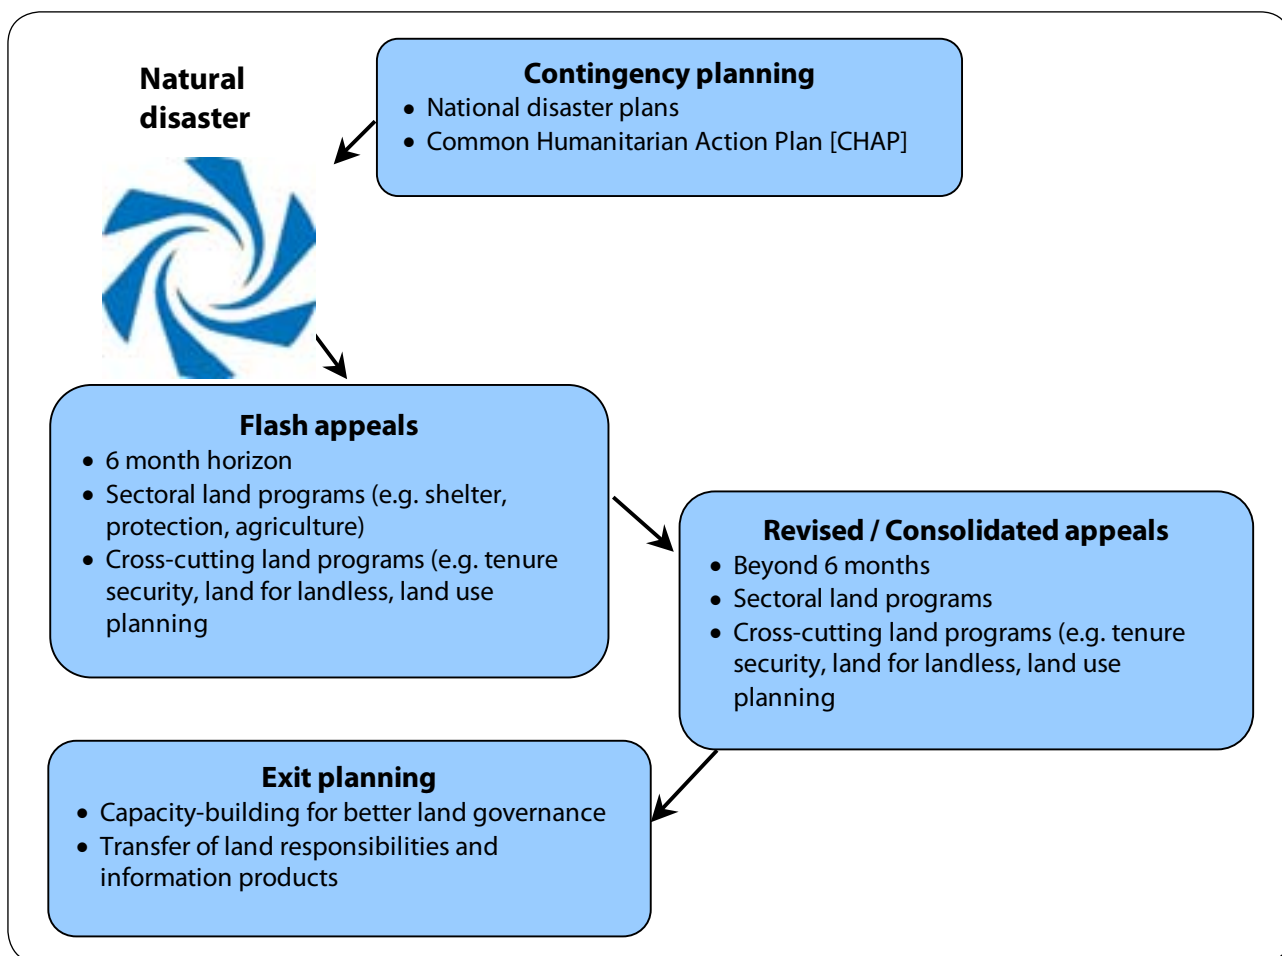 Natural
disaster
Contingency planning
• National disaster plans
• Common Humanitarian Action Plan [CHAP]
Flash appeals
• 6 month horizon
• Sectoral land programs (e.g. shelter,
protection, agriculture)
• Cross-cutting land programs (e.g. tenure
security, land for landless, land use
planning
Revised / Consolidated appeals
• Beyond 6 months
• Sectoral land programs
• Cross-cutting land programs (e.g. tenure
security, land for landless, land use
planning
Exit planning
• Capacity-building for better land governance
• Transfer of land responsibilities and
information products